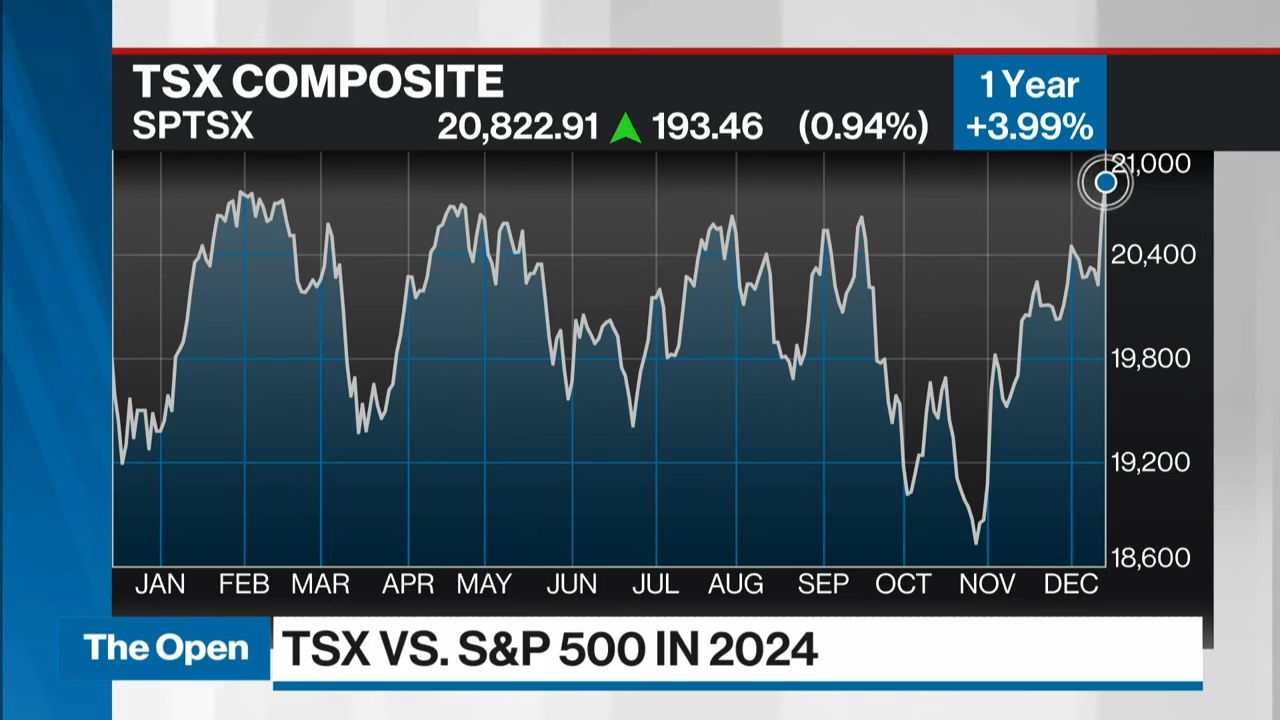 TSX COMPOSITE
SPTSX 20,822.91 ▲ 193.46 (0.94%)
1 Year
+3.99%
21,000
20,400
19,800
19,200
18,600
JAN FEB MAR APR MAY JUN JUL AUG SEP OCT NOV DEC
The Open
TSX VS. S&P 500 IN 2024